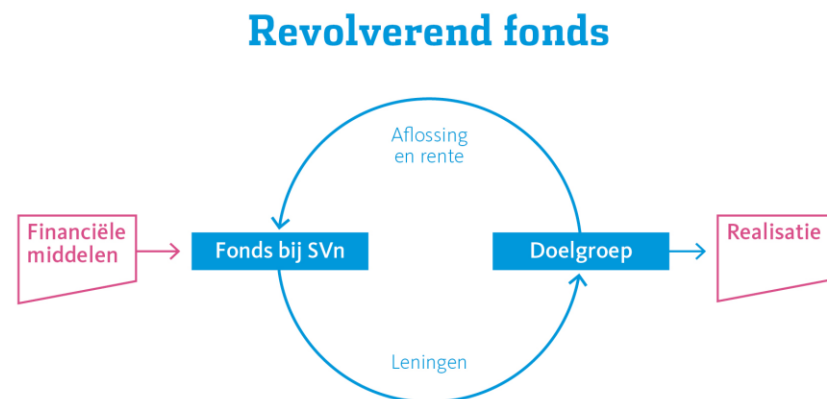 Revolverend fonds
Aflossing
en rente
Financiële
middelen
Fonds bij SVn
Doelgroep
Realisatie
Leningen